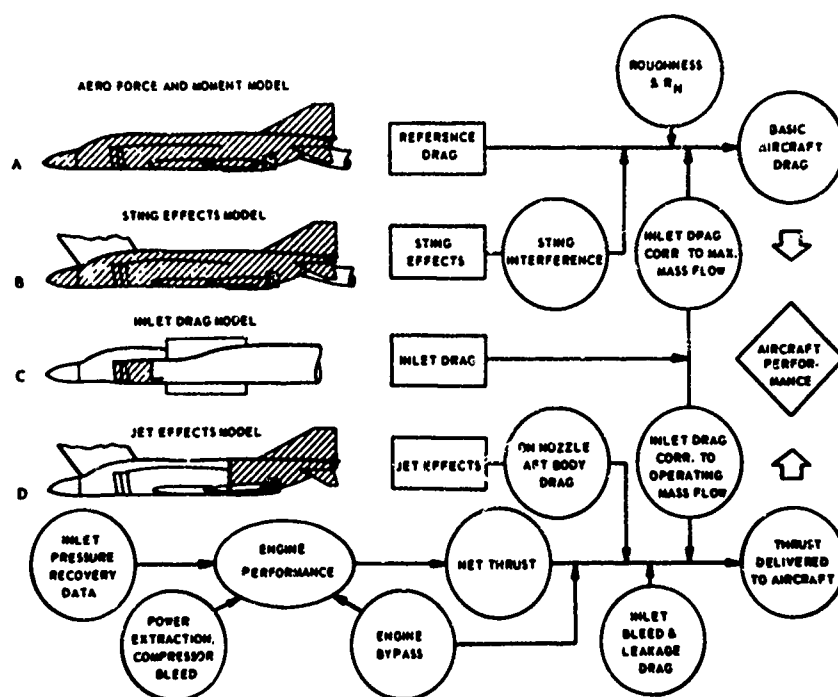 AERO FORCE AND MOMENT MODEL
A
REFERENCE
DRAG
ROUGHNESS
& R_N
BASIC
AIRCRAFT
DRAG
STING EFFECTS MODEL
B
STING
EFFECTS
STING
INTERFERENCE
INLET DRAG
CORR. TO MAX.
MASS FLOW
INLET DRAG MODEL
C
INLET DRAG
AIRCRAFT
PERFOR-
MANCE
JET EFFECTS MODEL
D
JET EFFECTS
ON NOZZLE
AFT BODY
DRAG
INLET DRAG
CORR. TO
OPERATING
MASS FLOW
INLET
PRESSURE
RECOVERY
DATA
ENGINE
PERFORMANCE
NET THRUST
THRUST
DELIVERED
TO AIRCRAFT
POWER
EXTRACTION,
COMPRESSOR
BLEED
ENGINE
BYPASS
INLET
BLEED &
LEAKAGE
DRAG